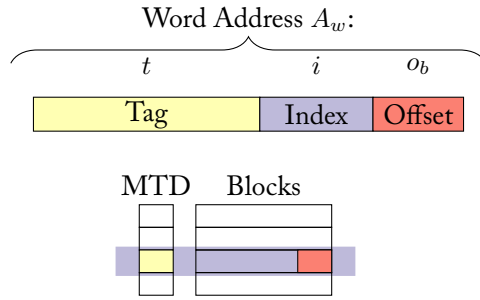 Word Address A_w:
t i o_b
Tag Index Offset
MTD Blocks